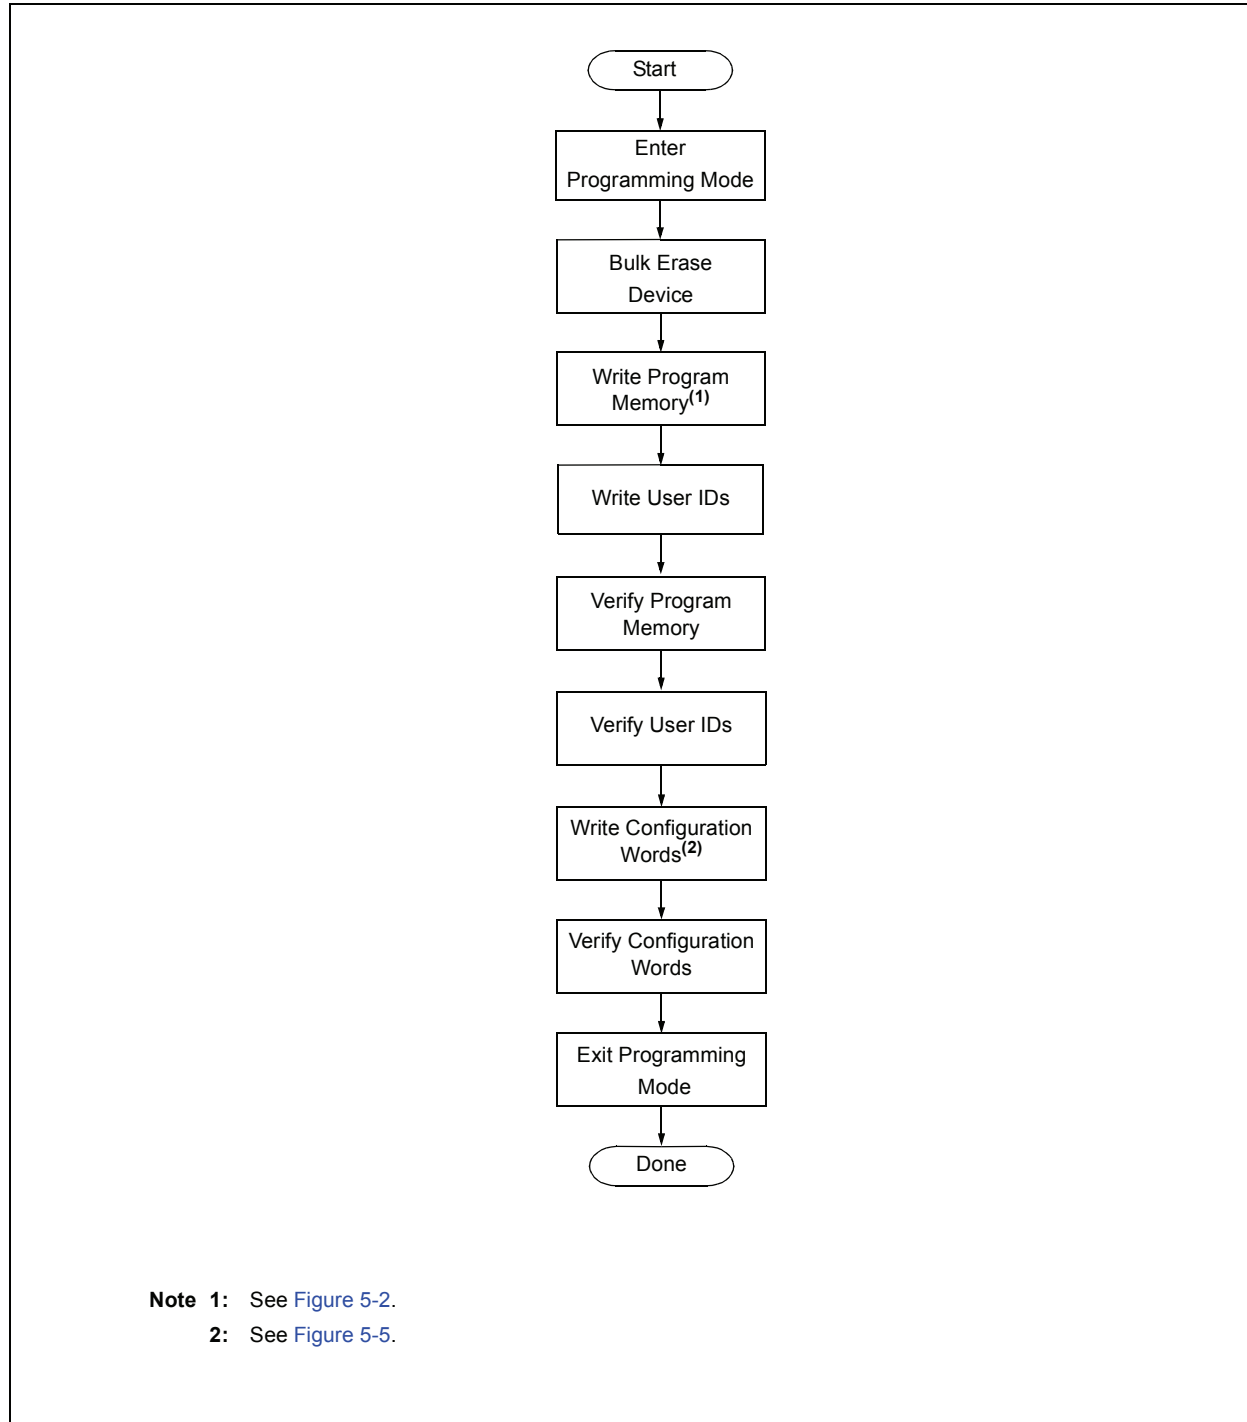 Start
Enter
Programming Mode
Bulk Erase
Device
Write Program
Memory(1)
Write User IDs
Verify Program
Memory
Verify User IDs
Write Configuration
Words(2)
Verify Configuration
Words
Exit Programming
Mode
Done
Note 1: See Figure 5-2.
2: See Figure 5-5.